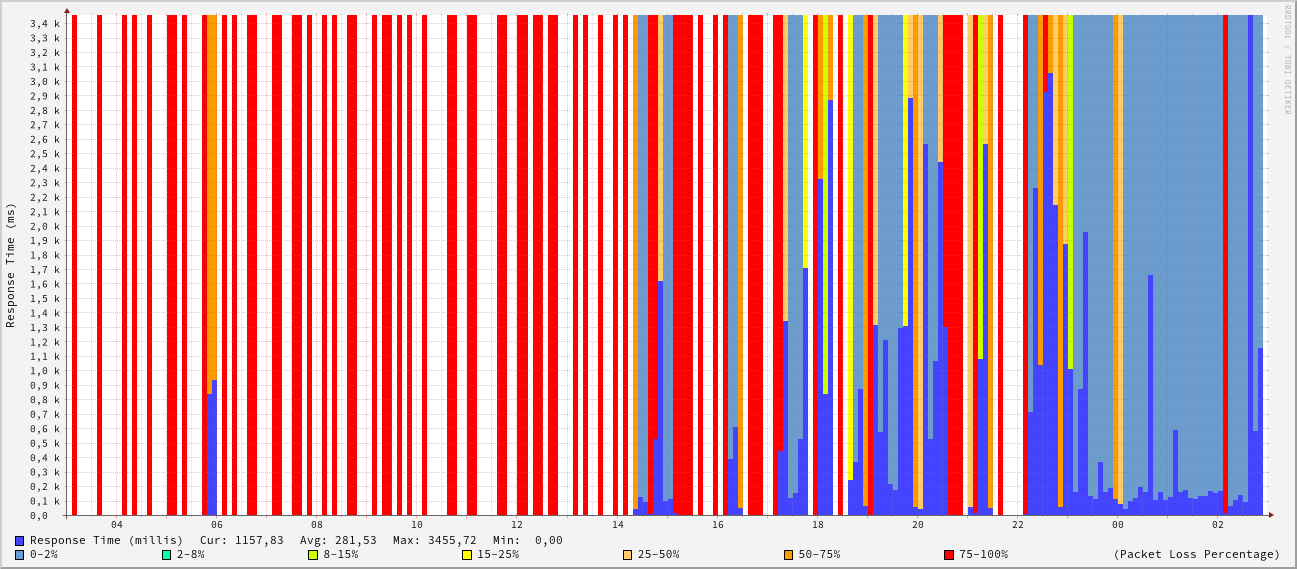 RRDTOOL / TOBI OETIKER
Response Time (ms)
3,4 k
3,3 k
3,2 k
3,1 k
3,0 k
2,9 k
2,8 k
2,7 k
2,6 k
2,5 k
2,4 k
2,3 k
2,2 k
2,1 k
2,0 k
1,9 k
1,8 k
1,7 k
1,6 k
1,5 k
1,4 k
1,3 k
1,2 k
1,1 k
1,0 k
0,9 k
0,8 k
0,7 k
0,6 k
0,5 k
0,4 k
0,3 k
0,2 k
0,1 k
0,0
04 06 08 10 12 14 16 18 20 22 00 02
Response Time (millis) Cur: 1157,83 Avg: 281,53 Max: 3455,72 Min: 0,00
0-2% 2-8% 8-15% 15-25% 25-50% 50-75% 75-100% (Packet Loss Percentage)